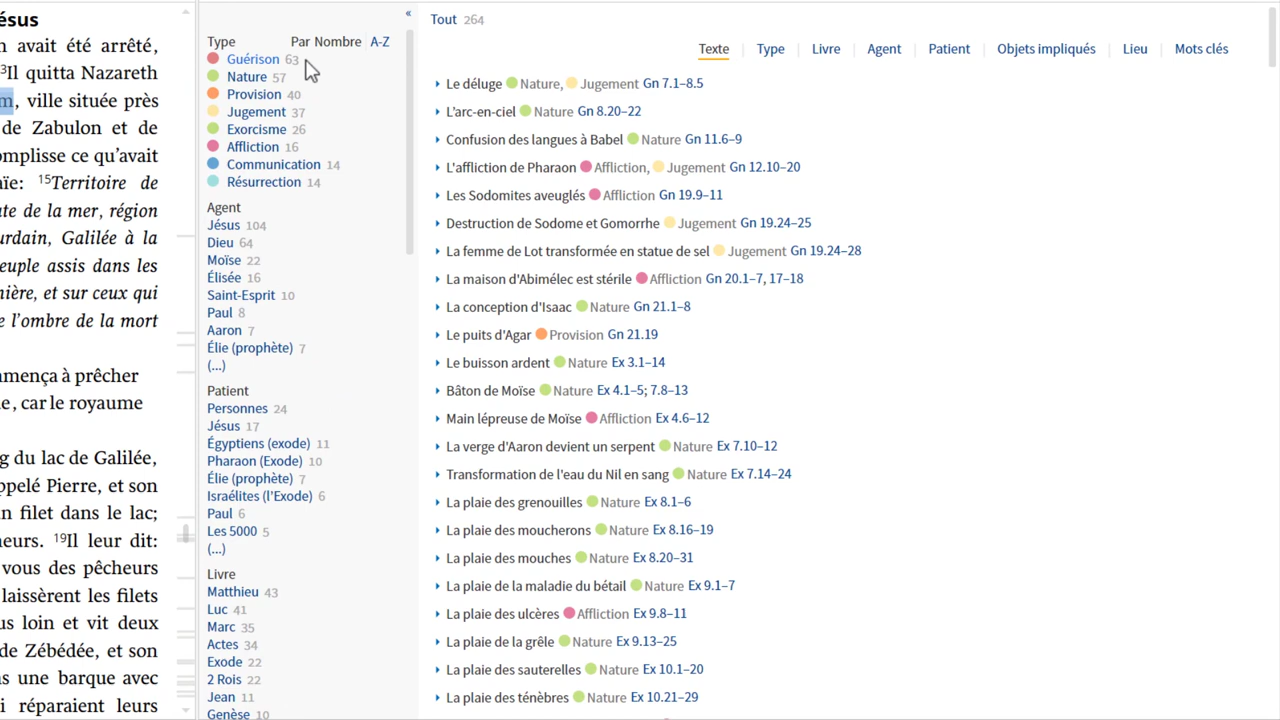 ésus
n avait été arrêté,
13Il quitta Nazareth
m, ville située près
de Zabulon et de
omplisse ce qu'avait
aïe: 15Territoire de
te de la mer, région
urdain, Galilée à la
euple assis dans les
nière, et sur ceux qui
e l'ombre de la mort
mmença à prêcher
e, car le royaume
g du lac de Galilée,
ppelé Pierre, et son
n filet dans le lac;
heurs. 19Il leur dit:
vous des pêcheurs
laissèrent les filets
us loin et vit deux
de Zébédée, et son
s une barque avec
i réparaient leurs
«
Type Par Nombre A-Z
Guérison 63
Nature 57
Provision 40
Jugement 37
Exorcisme 26
Affliction 16
Communication 14
Résurrection 14
Agent
Jésus 104
Dieu 64
Moïse 22
Élisée 16
Saint-Esprit 10
Paul 8
Aaron 7
Élie (prophète) 7
(...)
Patient
Personnes 24
Jésus 17
Égyptiens (exode) 11
Pharaon (Exode) 10
Élie (prophète) 7
Israélites (l'Exode) 6
Paul 6
Les 5000 5
(...)
Livre
Matthieu 43
Luc 41
Marc 35
Actes 34
Exode 22
2 Rois 22
Jean 11
Genèse 10
Tout 264
Texte Type Livre Agent Patient Objets impliqués Lieu Mots clés
Le déluge Nature, Jugement Gn 7.1–8.5
L'arc-en-ciel Nature Gn 8.20–22
Confusion des langues à Babel Nature Gn 11.6–9
L'affliction de Pharaon Affliction, Jugement Gn 12.10–20
Les Sodomites aveuglés Affliction Gn 19.9–11
Destruction de Sodome et Gomorrhe Jugement Gn 19.24–25
La femme de Lot transformée en statue de sel Jugement Gn 19.24–28
La maison d'Abimélec est stérile Affliction Gn 20.1–7, 17–18
La conception d'Isaac Nature Gn 21.1–8
Le puits d'Agar Provision Gn 21.19
Le buisson ardent Nature Ex 3.1–14
Bâton de Moïse Nature Ex 4.1–5; 7.8–13
Main lépreuse de Moïse Affliction Ex 4.6–12
La verge d'Aaron devient un serpent Nature Ex 7.10–12
Transformation de l'eau du Nil en sang Nature Ex 7.14–24
La plaie des grenouilles Nature Ex 8.1–6
La plaie des moucherons Nature Ex 8.16–19
La plaie des mouches Nature Ex 8.20–31
La plaie de la maladie du bétail Nature Ex 9.1–7
La plaie des ulcères Affliction Ex 9.8–11
La plaie de la grêle Nature Ex 9.13–25
La plaie des sauterelles Nature Ex 10.1–20
La plaie des ténèbres Nature Ex 10.21–29